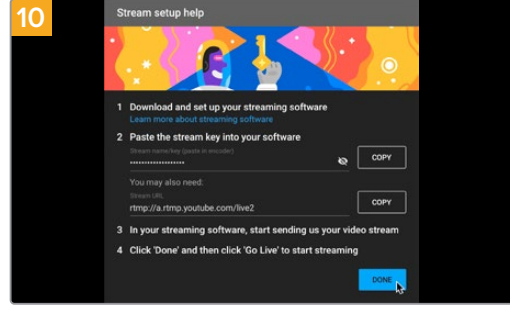 10
Stream setup help
1 Download and set up your streaming software
Learn more about streaming software
2 Paste the stream key into your software
Stream name/key (paste in encoder)
••••••••••••••••••••
COPY
You may also need:
Stream URL
rtmp://a.rtmp.youtube.com/live2
COPY
3 In your streaming software, start sending us your video stream
4 Click 'Done' and then click 'Go Live' to start streaming
DONE